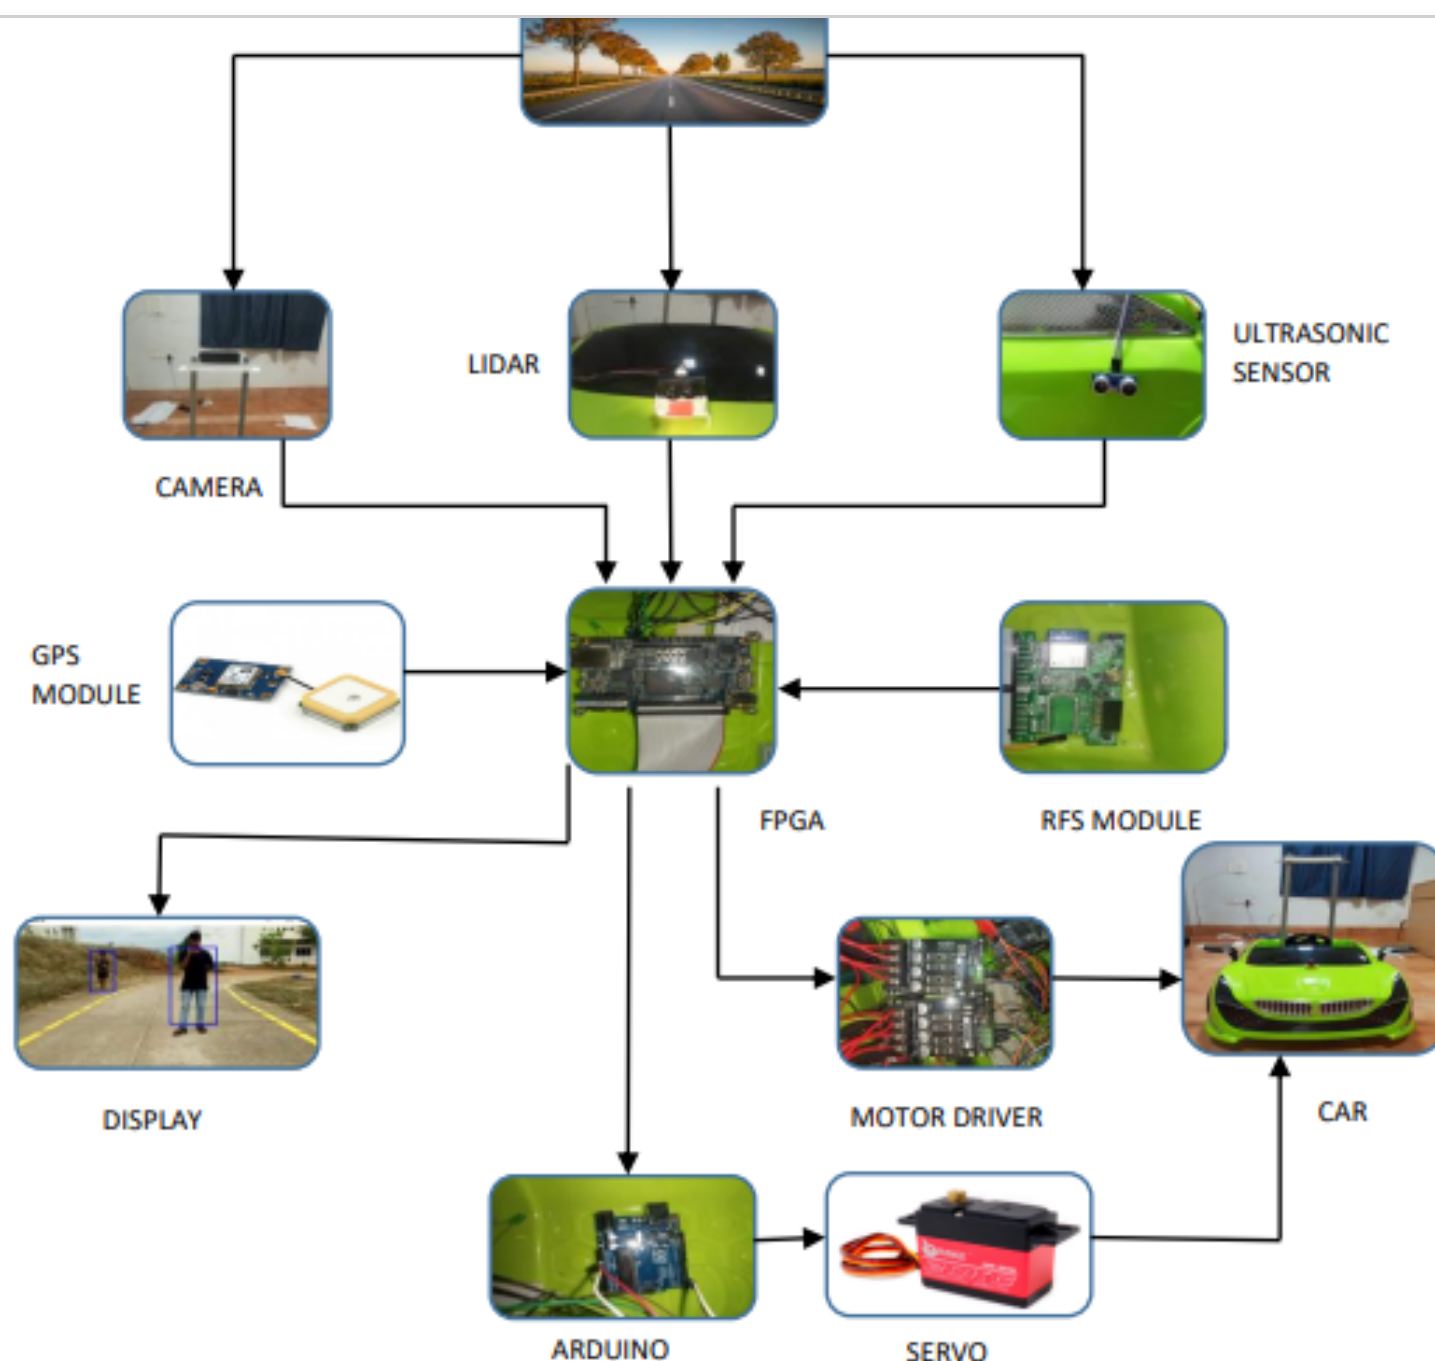 LIDAR
ULTRASONIC
SENSOR
CAMERA
GPS
MODULE
FPGA
RFS MODULE
DISPLAY
MOTOR DRIVER
CAR
ARDUINO
SERVO